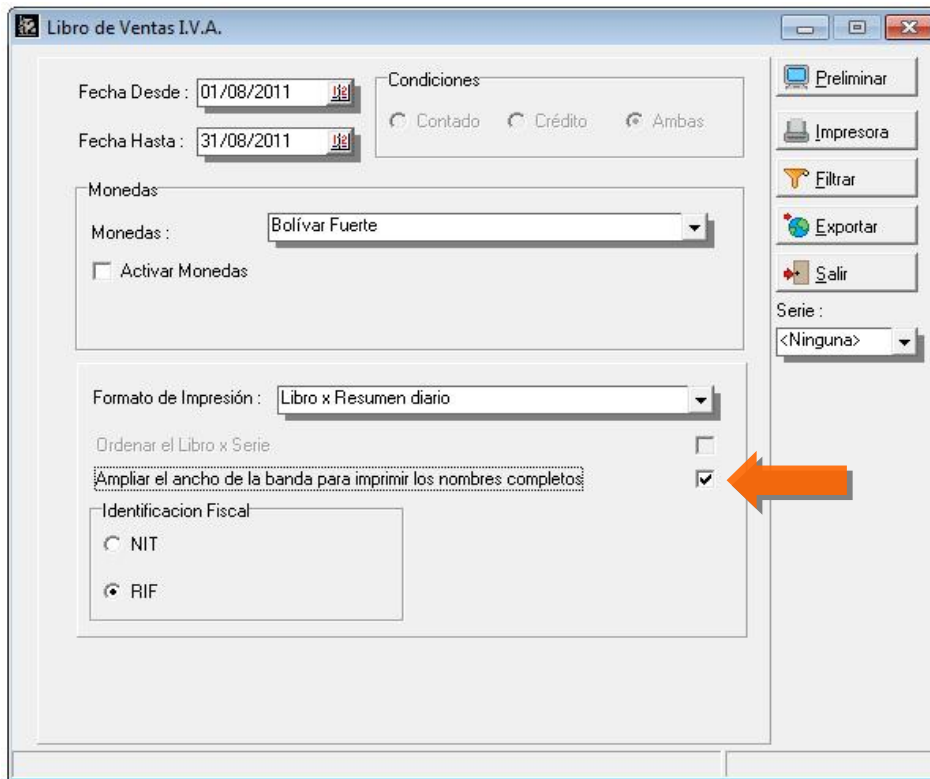 Libro de Ventas I.V.A.
Fecha Desde : 01/08/2011
Condiciones
Contado Crédito Ambas
Fecha Hasta : 31/08/2011
Monedas
Monedas : Bolívar Fuerte
Activar Monedas
Formato de Impresión : Libro x Resumen diario
Ordenar el Libro x Serie
Ampliar el ancho de la banda para imprimir los nombres completos
Identificacion Fiscal
NIT
RIF
Preliminar
Impresora
Filtrar
Exportar
Salir
Serie :
<Ninguna>